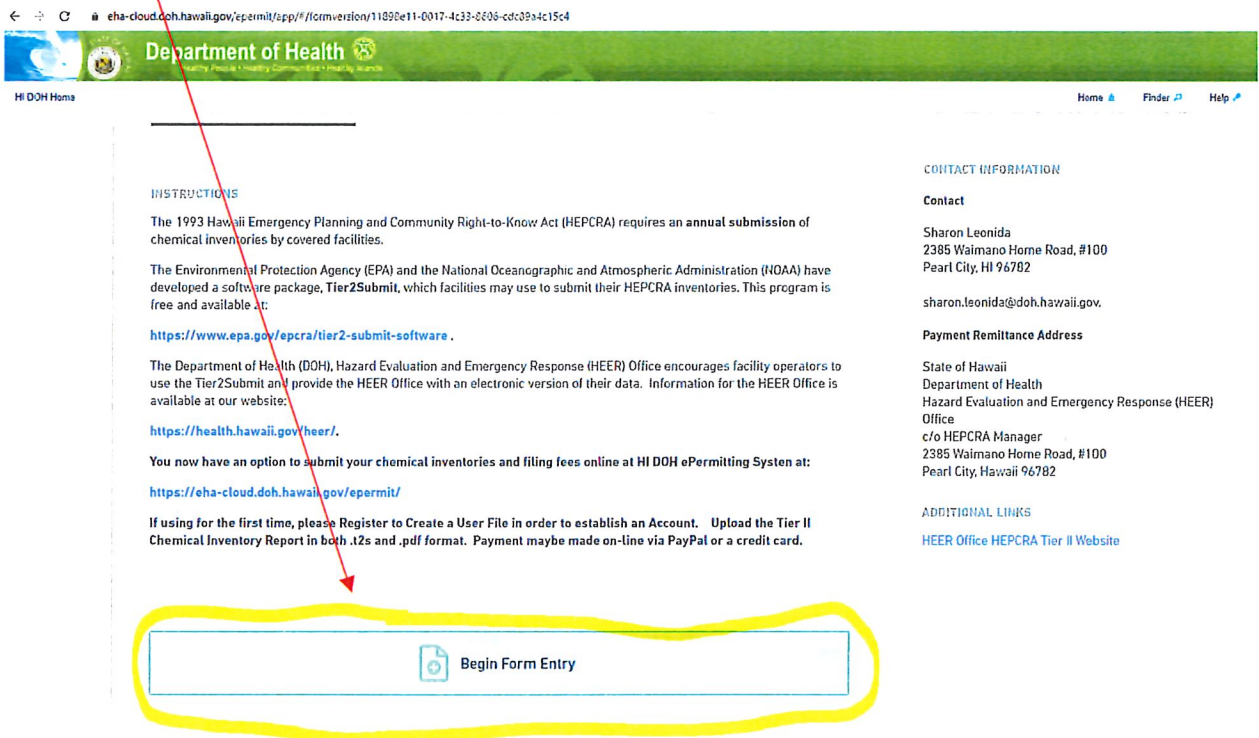 eha-cloud.doh.hawaii.gov/epermit/app/#/formversion/11898e11-0017-4c33-8606-cdc89a4c15c4
Department of Health
Healthy People • Healthy Communities • Healthy Islands
HI DOH Home
Home
Finder
Help
INSTRUCTIONS
The 1993 Hawaii Emergency Planning and Community Right-to-Know Act (HEPCRA) requires an annual submission of
chemical inventories by covered facilities.
The Environmental Protection Agency (EPA) and the National Oceanographic and Atmospheric Administration (NOAA) have
developed a software package, Tier2Submit, which facilities may use to submit their HEPCRA inventories. This program is
free and available at:
https://www.epa.gov/epcra/tier2-submit-software .
The Department of Health (DOH), Hazard Evaluation and Emergency Response (HEER) Office encourages facility operators to
use the Tier2Submit and provide the HEER Office with an electronic version of their data. Information for the HEER Office is
available at our website:
https://health.hawaii.gov/heer/.
You now have an option to submit your chemical inventories and filing fees online at HI DOH ePermitting Systen at:
https://eha-cloud.doh.hawaii.gov/epermit/
If using for the first time, please Register to Create a User File in order to establish an Account. Upload the Tier II
Chemical Inventory Report in both .t2s and .pdf format. Payment maybe made on-line via PayPal or a credit card.
Begin Form Entry
CONTACT INFORMATION
Contact
Sharon Leonida
2385 Waimano Home Road, #100
Pearl City, HI 96782
sharon.leonida@doh.hawaii.gov.
Payment Remittance Address
State of Hawaii
Department of Health
Hazard Evaluation and Emergency Response (HEER)
Office
c/o HEPCRA Manager
2385 Waimano Home Road, #100
Pearl City, Hawaii 96782
ADDITIONAL LINKS
HEER Office HEPCRA Tier II Website